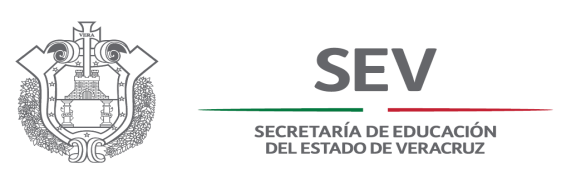 VERA
SEV
SECRETARÍA DE EDUCACIÓN
DEL ESTADO DE VERACRUZ